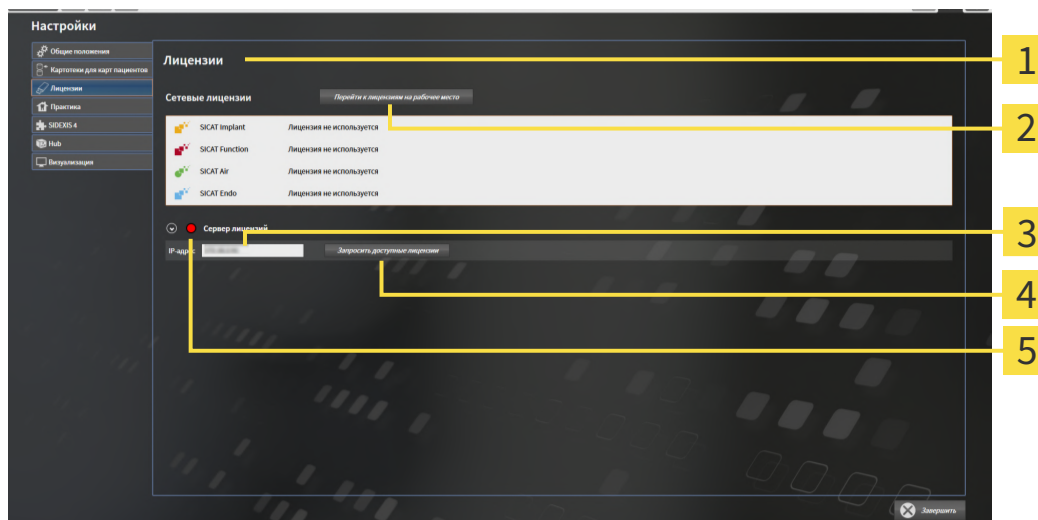 Настройки
Общие положения
Картотеки для карт пациентов
Лицензии
Практика
SIDEXIS 4
Hub
Визуализация
Лицензии
1
Сетевые лицензии
Перейти к лицензиям на рабочее место
2
SICAT Implant Лицензия не используется
SICAT Function Лицензия не используется
SICAT Air Лицензия не используется
SICAT Endo Лицензия не используется
Сервер лицензий
3
IP-адрес
Запросить доступные лицензии
4
5
Завершить